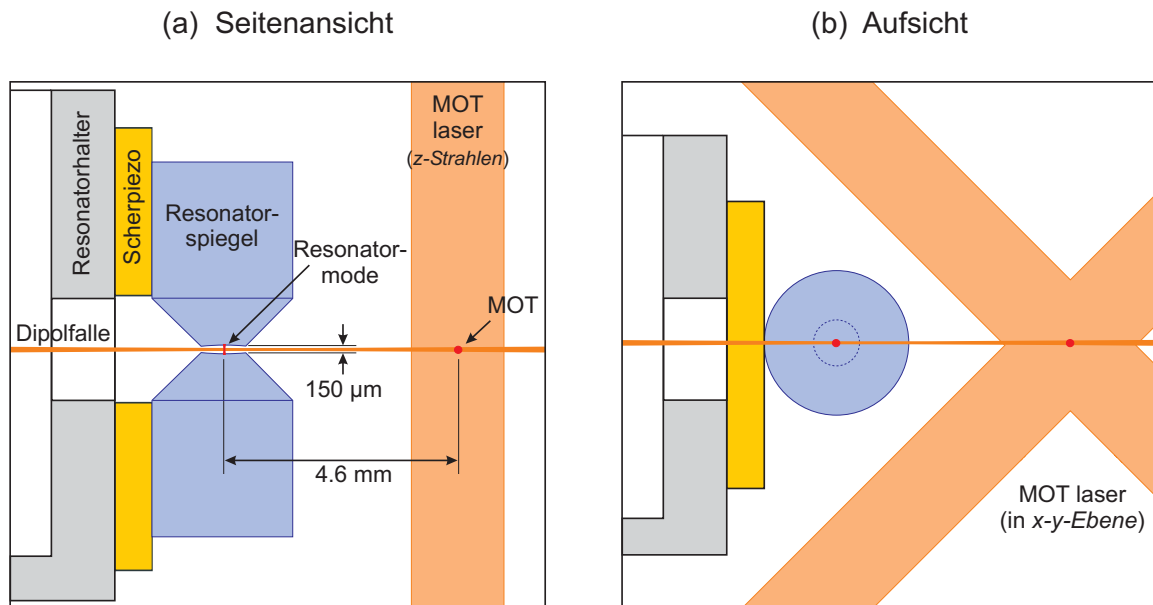 (a) Seitenansicht
(b) Aufsicht
Resonatorhalter
Scherpiezo
Resonator-
spiegel
Resonator-
mode
MOT
laser
(z-Strahlen)
MOT
Dipolfalle
150 µm
4.6 mm
MOT laser
(in x-y-Ebene)